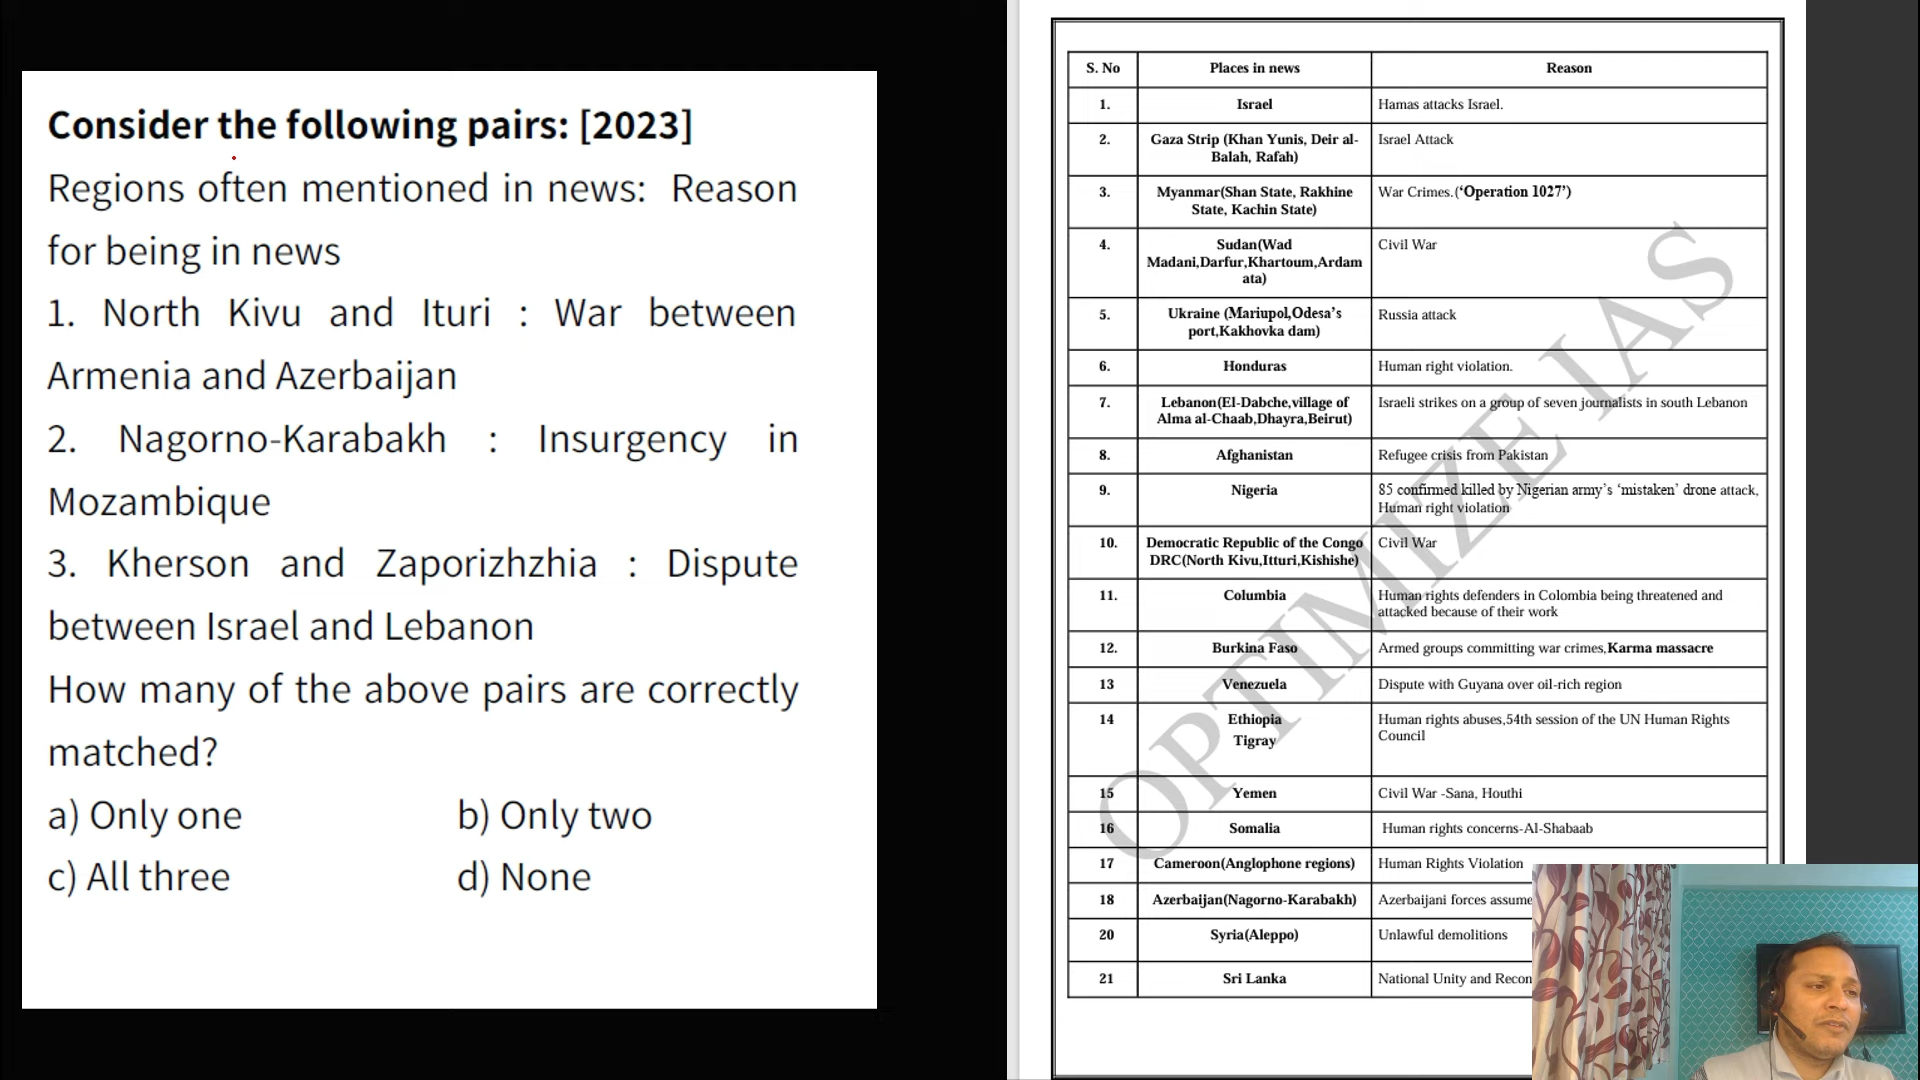 Consider the following pairs: [2023]
Regions often mentioned in news: Reason
for being in news
1. North Kivu and Ituri : War between
Armenia and Azerbaijan
2. Nagorno-Karabakh : Insurgency in
Mozambique
3. Kherson and Zaporizhzhia : Dispute
between Israel and Lebanon
How many of the above pairs are correctly
matched?
a) Only one b) Only two
c) All three d) None
S. No Places in news Reason
1. Israel Hamas attacks Israel.
2. Gaza Strip (Khan Yunis, Deir al- Israel Attack
Balah, Rafah)
3. Myanmar(Shan State, Rakhine War Crimes.(‘Operation 1027’)
State, Kachin State)
4. Sudan(Wad Civil War
Madani,Darfur,Khartoum,Ardam
ata)
5. Ukraine (Mariupol,Odesa’s Russia attack
port,Kakhovka dam)
6. Honduras Human right violation.
7. Lebanon(El-Dabche,village of Israeli strikes on a group of seven journalists in south Lebanon
Alma al-Chaab,Dhayra,Beirut)
8. Afghanistan Refugee crisis from Pakistan
9. Nigeria 85 confirmed killed by Nigerian army’s ‘mistaken’ drone attack,
Human right violation
10. Democratic Republic of the Congo Civil War
DRC(North Kivu,Itturi,Kishishe)
11. Columbia Human rights defenders in Colombia being threatened and
attacked because of their work
12. Burkina Faso Armed groups committing war crimes,Karma massacre
13 Venezuela Dispute with Guyana over oil-rich region
14 Ethiopia Human rights abuses,54th session of the UN Human Rights
Tigray Council
15 Yemen Civil War -Sana, Houthi
16 Somalia Human rights concerns-Al-Shabaab
17 Cameroon(Anglophone regions) Human Rights Violation
18 Azerbaijan(Nagorno-Karabakh) Azerbaijani forces assume
20 Syria(Aleppo) Unlawful demolitions
21 Sri Lanka National Unity and Recon
OPTIMIZE IAS